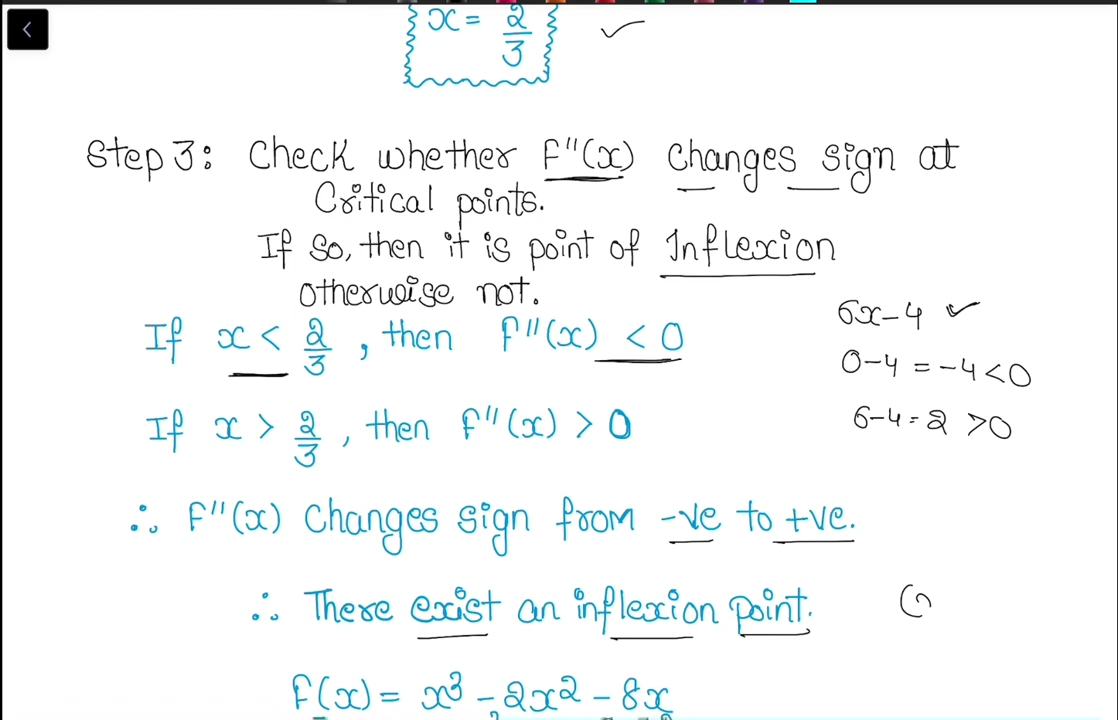 x = 2/3 ✓
Step 3: Check whether f''(x) changes sign at
Critical points.
If so, then it is point of Inflexion
otherwise not.
6x-4 ✓
If x < 2/3, then f''(x) < 0
0-4 = -4<0
If x > 2/3, then f''(x) > 0
6-4=2 >0
∴ f''(x) Changes sign from -ve to +ve.
∴ There exist an inflexion point.
f(x) = x³ - 2x² - 8x